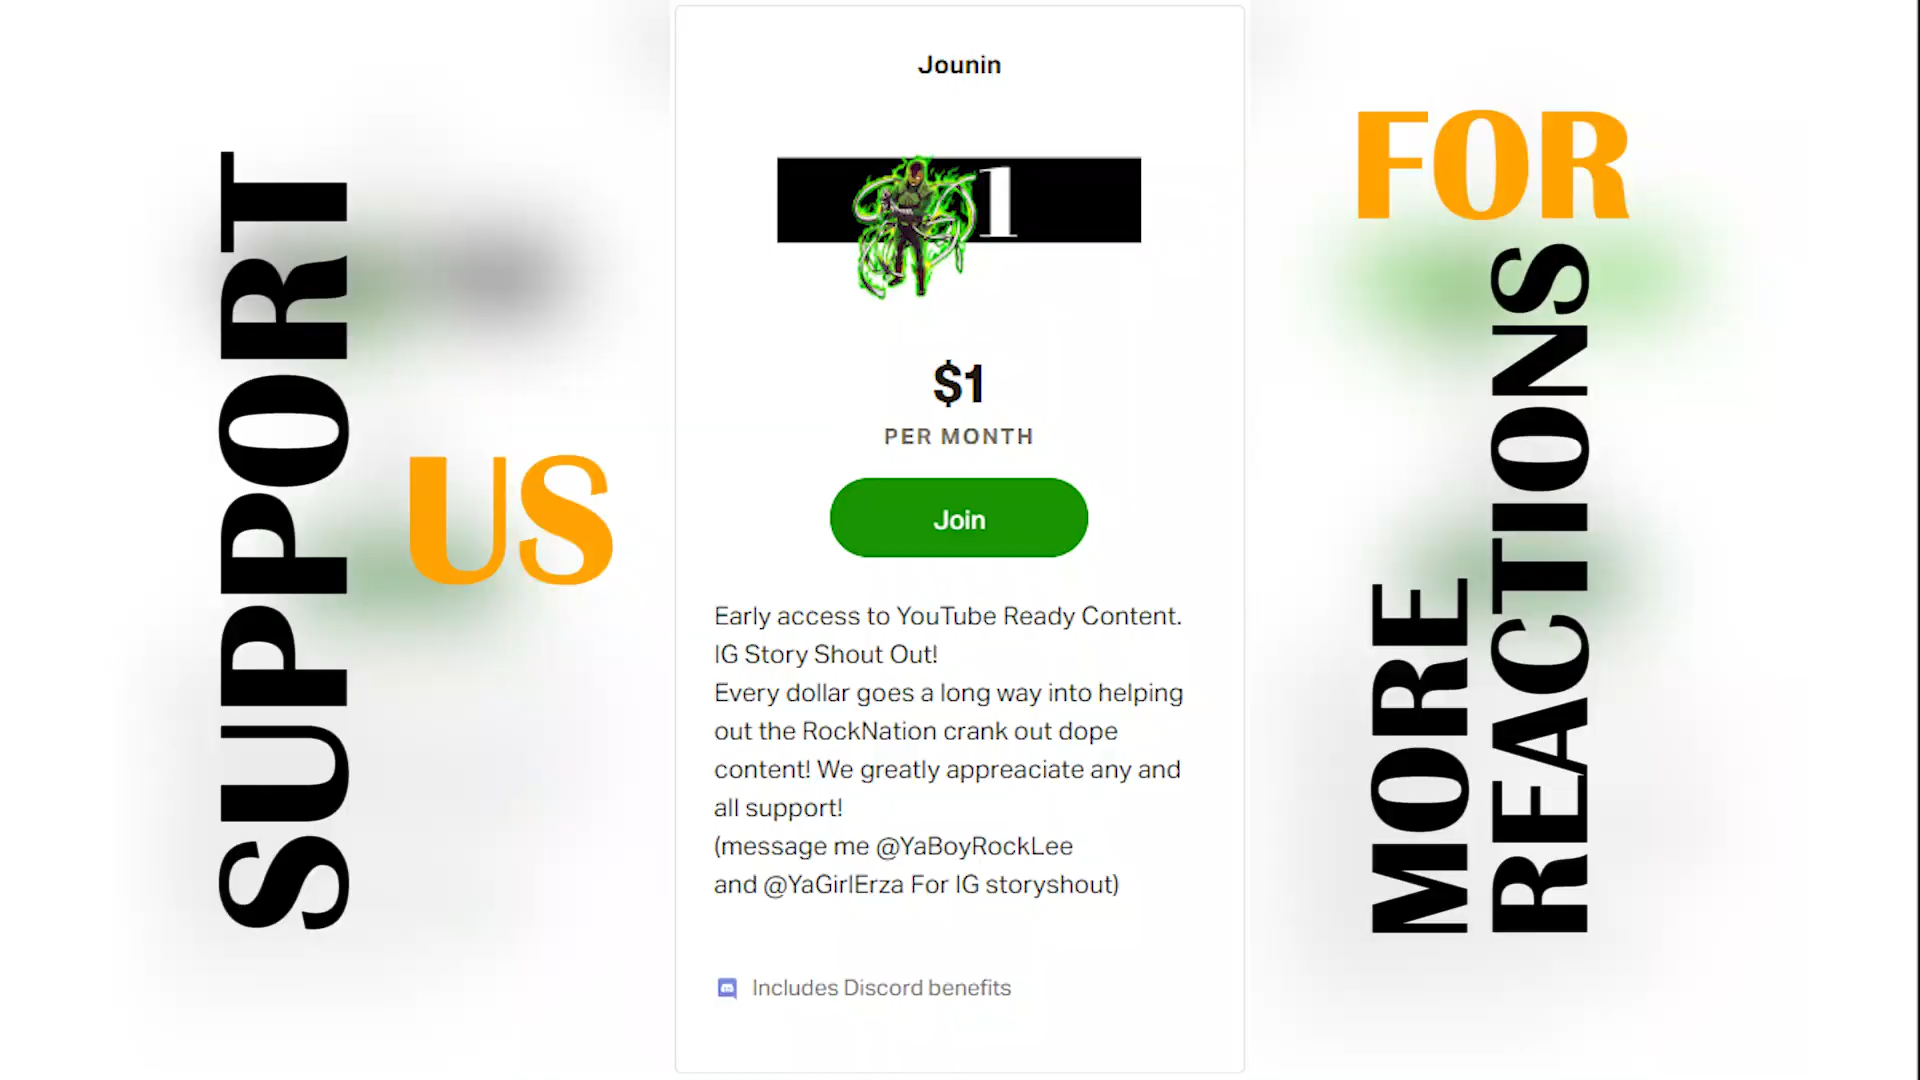 SUPPORT
US
Jounin
1
$1
PER MONTH
Join
Early access to YouTube Ready Content.
IG Story Shout Out!
Every dollar goes a long way into helping
out the RockNation crank out dope
content! We greatly appreaciate any and
all support!
(message me @YaBoyRockLee
and @YaGirlErza For IG storyshout)
Includes Discord benefits
FOR
MORE
REACTIONS